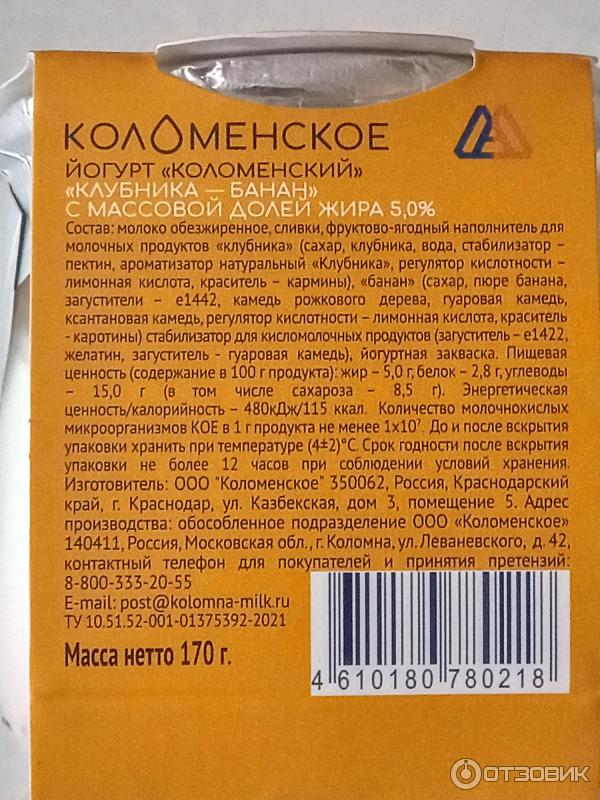 КОЛОМЕНСКОЕ
ЙОГУРТ «КОЛОМЕНСКИЙ»
«КЛУБНИКА — БАНАН»
С МАССОВОЙ ДОЛЕЙ ЖИРА 5,0%
Состав: молоко обезжиренное, сливки, фруктово-ягодный наполнитель для
молочных продуктов «клубника» (сахар, клубника, вода, стабилизатор –
пектин, ароматизатор натуральный «Клубника», регулятор кислотности –
лимонная кислота, краситель – кармины), «банан» (сахар, пюре банана,
загустители – е1442, камедь рожкового дерева, гуаровая камедь,
ксантановая камедь, регулятор кислотности – лимонная кислота, краситель
- каротины) стабилизатор для кисломолочных продуктов (загуститель – е1422,
желатин, загуститель - гуаровая камедь), йогуртная закваска. Пищевая
ценность (содержание в 100 г продукта): жир – 5,0 г, белок – 2,8 г, углеводы
– 15,0 г (в том числе сахароза – 8,5 г). Энергетическая
ценность/калорийность – 480кДж/115 ккал. Количество молочнокислых
микроорганизмов КОЕ в 1 г продукта не менее 1х10⁷. До и после вскрытия
упаковки хранить при температуре (4±2)°С. Срок годности после вскрытия
упаковки не более 12 часов при соблюдении условий хранения.
Изготовитель: ООО "Коломенское" 350062, Россия, Краснодарский
край, г. Краснодар, ул. Казбекская, дом 3, помещение 5. Адрес
производства: обособленное подразделение ООО «Коломенское»
140411, Россия, Московская обл., г. Коломна, ул. Леваневского, д. 42,
контактный телефон для покупателей и принятия претензий:
8-800-333-20-55
E-mail: post@kolomna-milk.ru
ТУ 10.51.52-001-01375392-2021
Масса нетто 170 г.
4 610180 780218
ОТЗОВИК